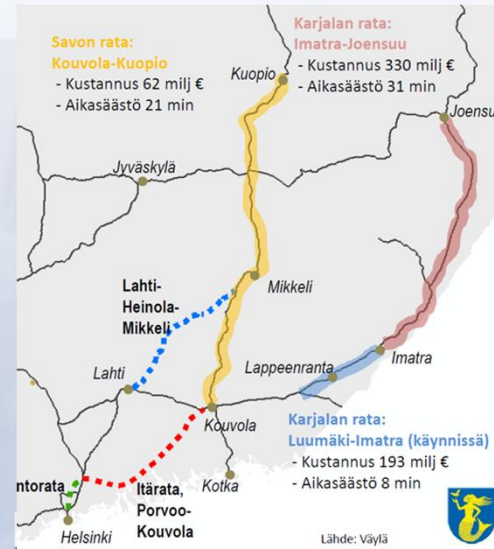 Savon rata:
Kouvola-Kuopio
- Kustannus 62 milj €
- Aikasäästö 21 min
Karjalan rata:
Imatra-Joensuu
- Kustannus 330 milj €
- Aikasäästö 31 min
Kuopio
Joensu
Jyväskylä
Lahti-
Heinola-
Mikkeli
Mikkeli
Lappeenranta
Imatra
Lahti
Kouvola
Karjalan rata:
Luumäki-Imatra (käynnissä)
- Kustannus 193 milj €
- Aikasäästö 8 min
ntorata
Itärata,
Porvoo-
Kouvola
Kotka
Helsinki
Lähde: Väylä